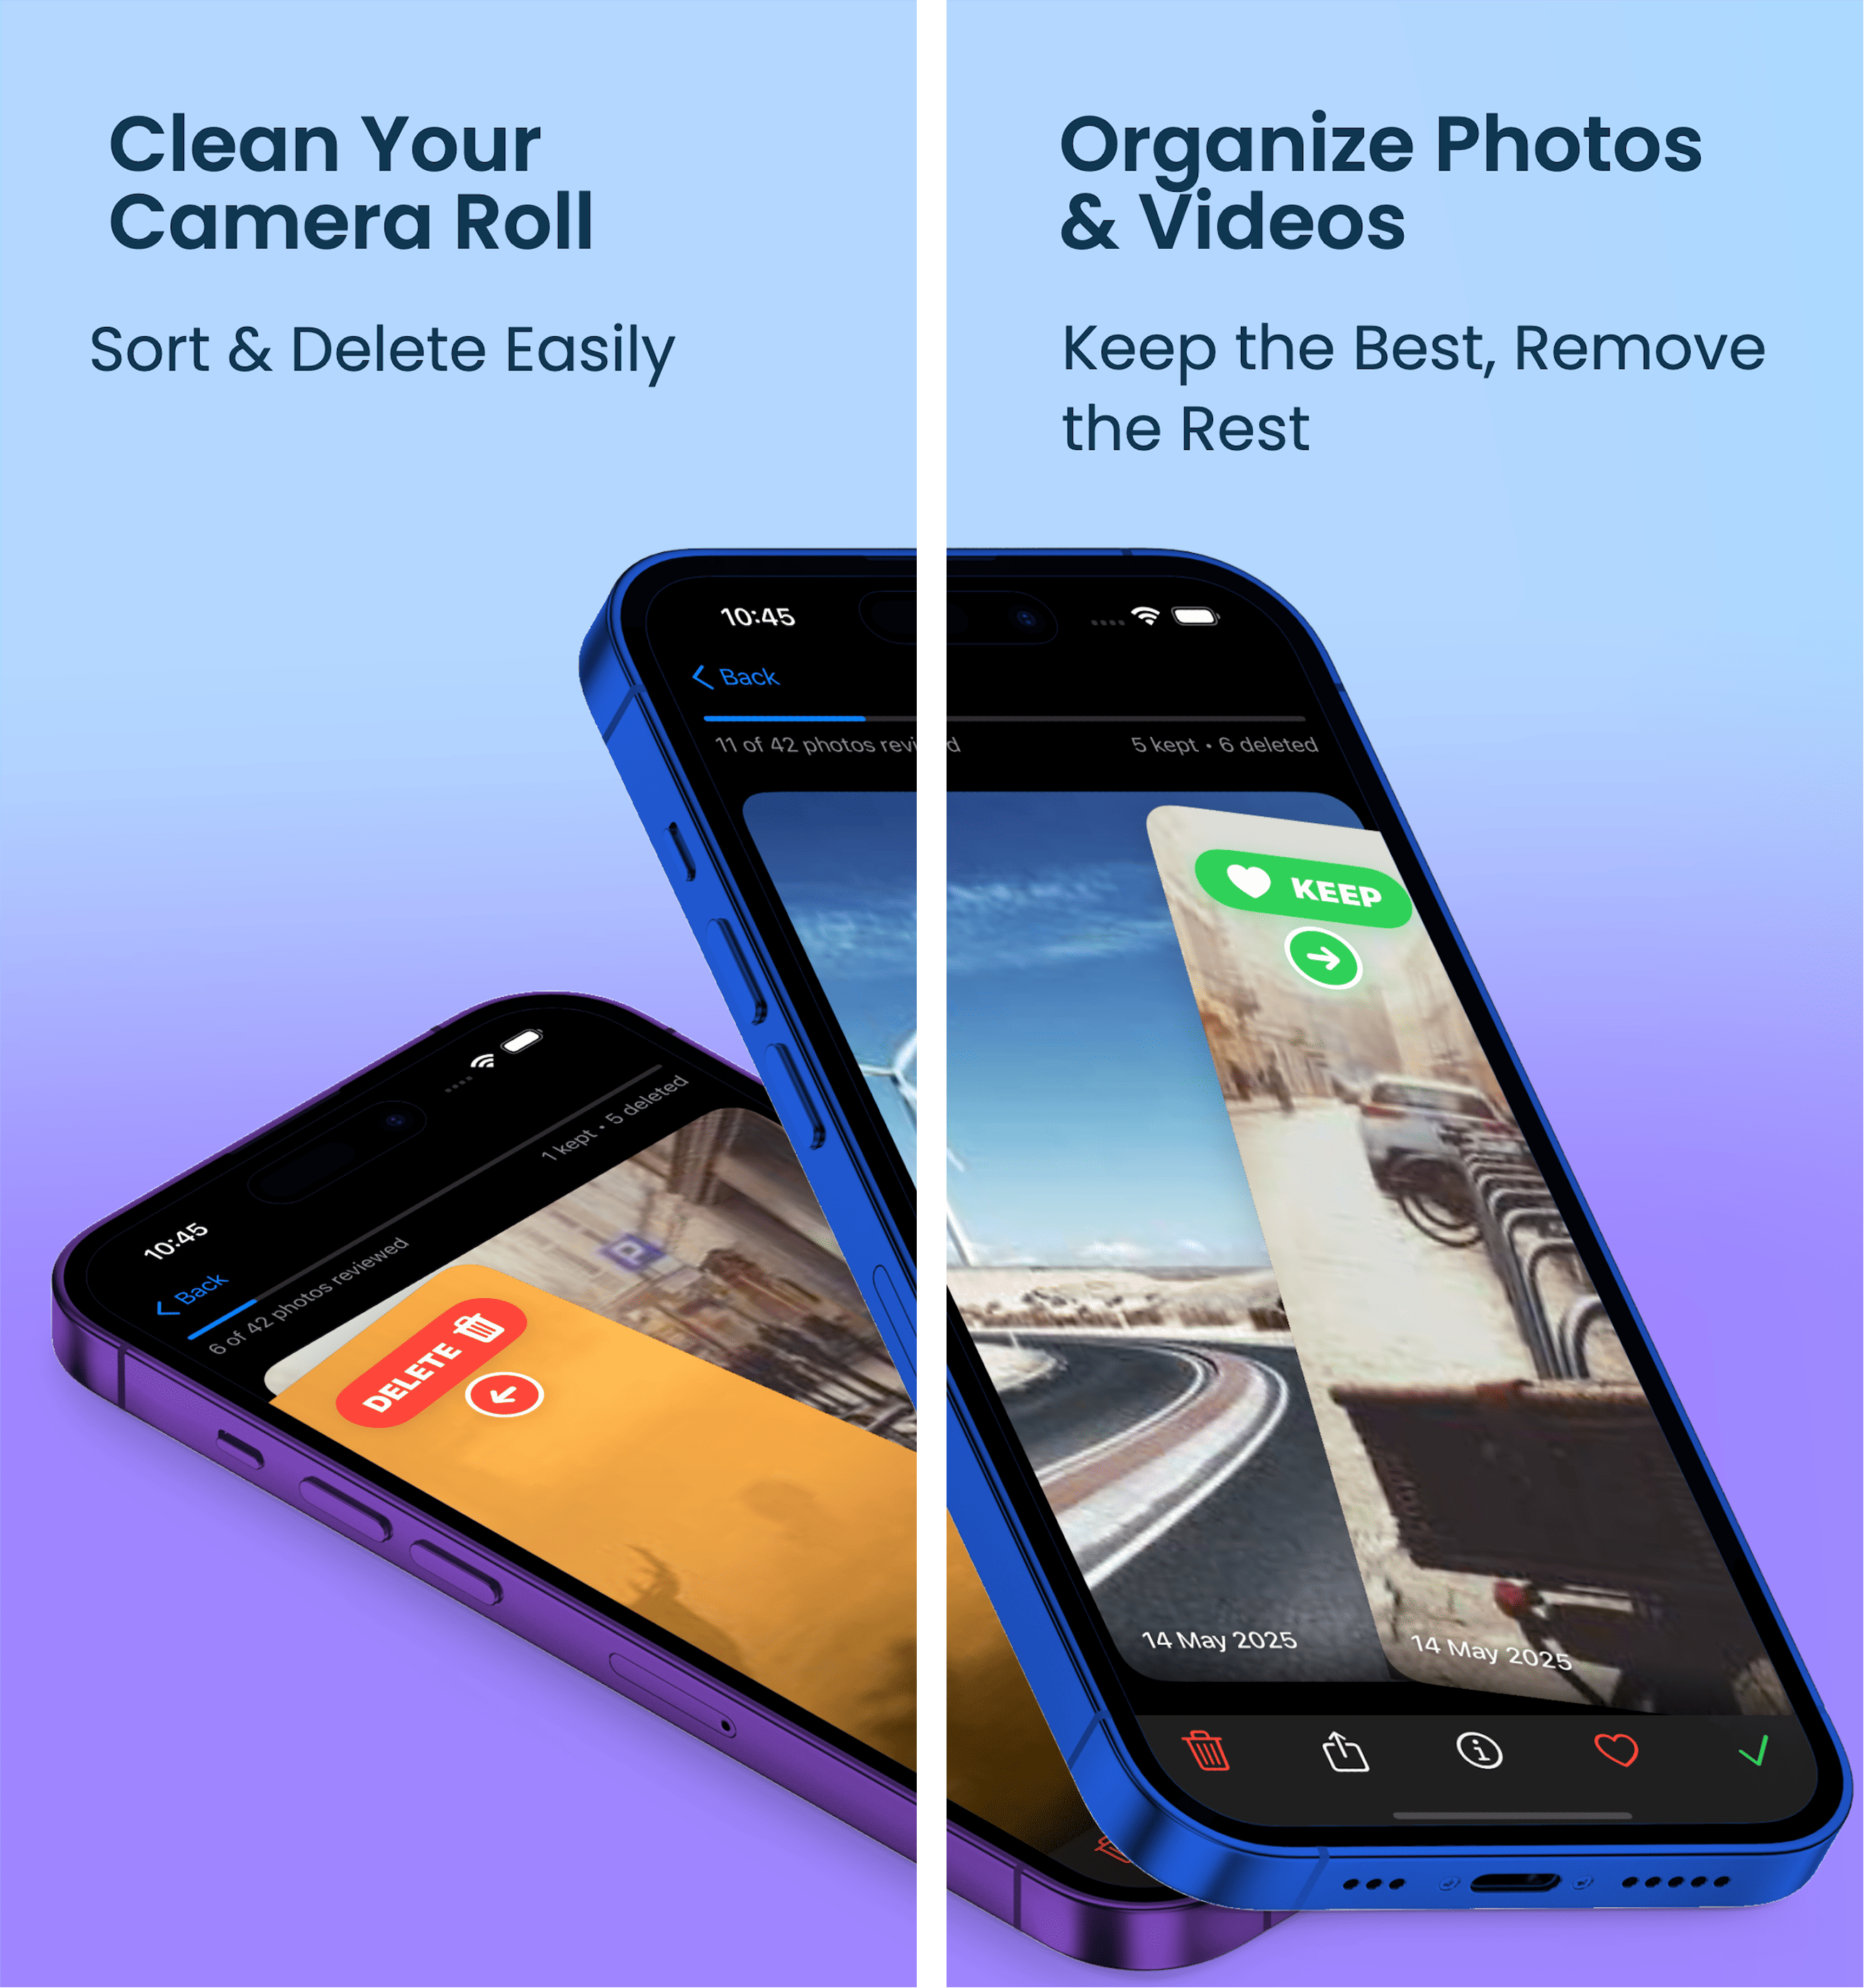 Clean Your
Camera Roll
Sort & Delete Easily
10:45
Back
6 of 42 photos reviewed
1 kept • 5 deleted
DELETE
P
Organize Photos
& Videos
Keep the Best, Remove
the Rest
10:45
Back
11 of 42 photos revi d
5 kept • 6 deleted
KEEP
14 May 2025
14 May 2025